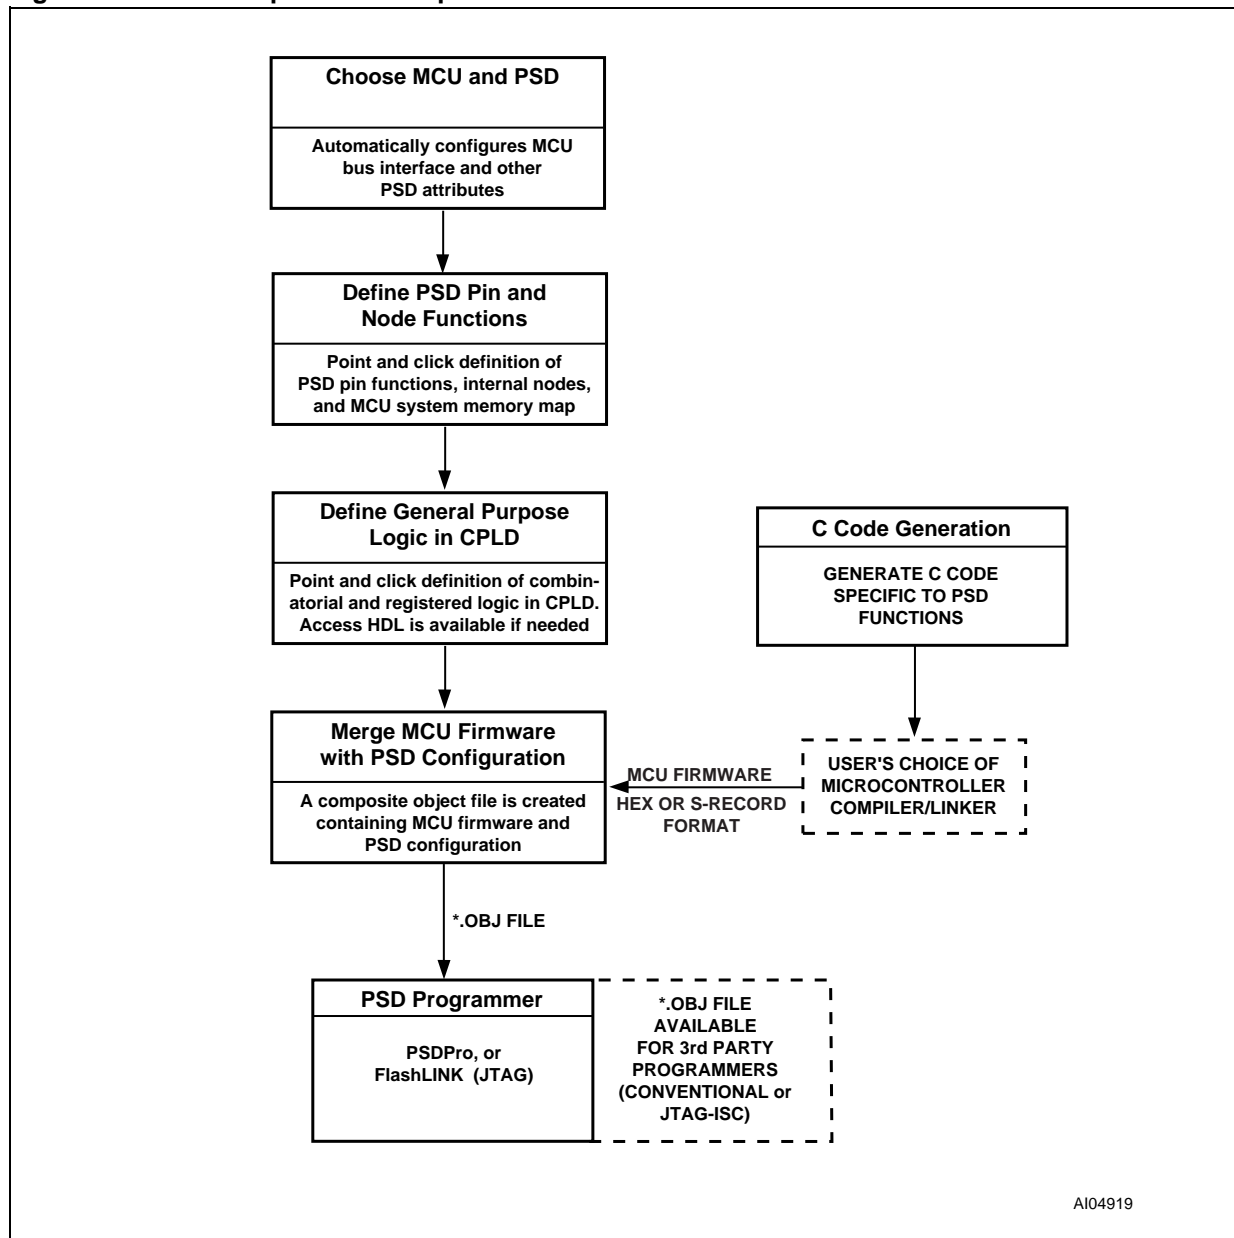 Choose MCU and PSD
Automatically configures MCU
bus interface and other
PSD attributes
Define PSD Pin and
Node Functions
Point and click definition of
PSD pin functions, internal nodes,
and MCU system memory map
Define General Purpose
Logic in CPLD
Point and click definition of combin-
atorial and registered logic in CPLD.
Access HDL is available if needed
C Code Generation
GENERATE C CODE
SPECIFIC TO PSD
FUNCTIONS
Merge MCU Firmware
with PSD Configuration
A composite object file is created
containing MCU firmware and
PSD configuration
MCU FIRMWARE
HEX OR S-RECORD
FORMAT
USER'S CHOICE OF
MICROCONTROLLER
COMPILER/LINKER
*.OBJ FILE
PSD Programmer
PSDPro, or
FlashLINK (JTAG)
*.OBJ FILE
AVAILABLE
FOR 3rd PARTY
PROGRAMMERS
(CONVENTIONAL or
JTAG-ISC)
AI04919